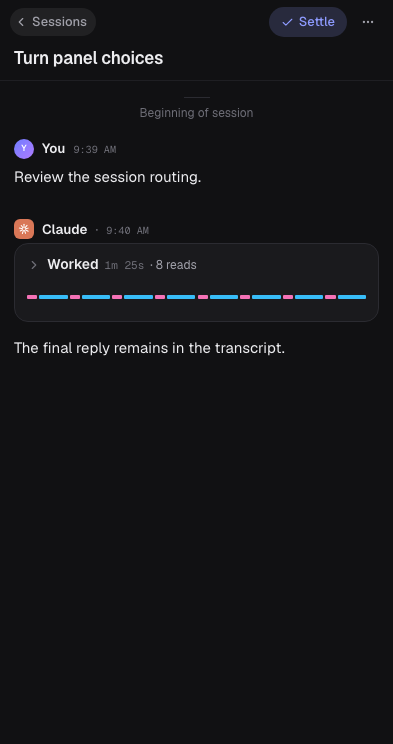 Sessions
Settle
Turn panel choices
Beginning of session
Y
You 9:39 AM
Review the session routing.
Claude · 9:40 AM
Worked 1m 25s · 8 reads
The final reply remains in the transcript.